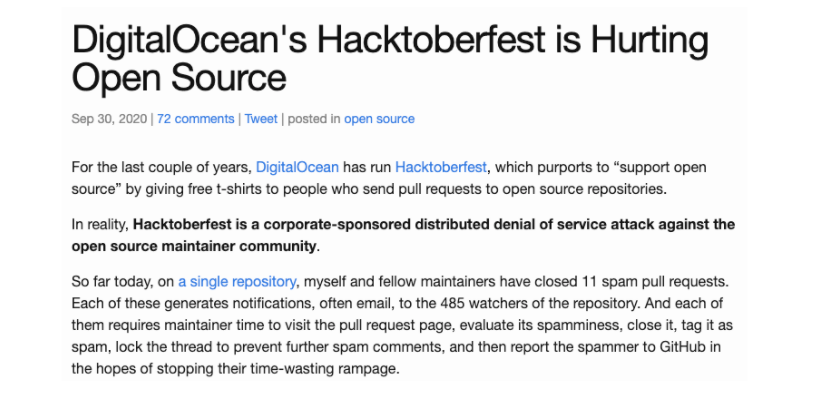 DigitalOcean's Hacktoberfest is Hurting
Open Source
Sep 30, 2020 | 72 comments | Tweet | posted in open source
For the last couple of years, DigitalOcean has run Hacktoberfest, which purports to “support open
source” by giving free t-shirts to people who send pull requests to open source repositories.
In reality, Hacktoberfest is a corporate-sponsored distributed denial of service attack against the
open source maintainer community.
So far today, on a single repository, myself and fellow maintainers have closed 11 spam pull requests.
Each of these generates notifications, often email, to the 485 watchers of the repository. And each of
them requires maintainer time to visit the pull request page, evaluate its spamminess, close it, tag it as
spam, lock the thread to prevent further spam comments, and then report the spammer to GitHub in
the hopes of stopping their time-wasting rampage.